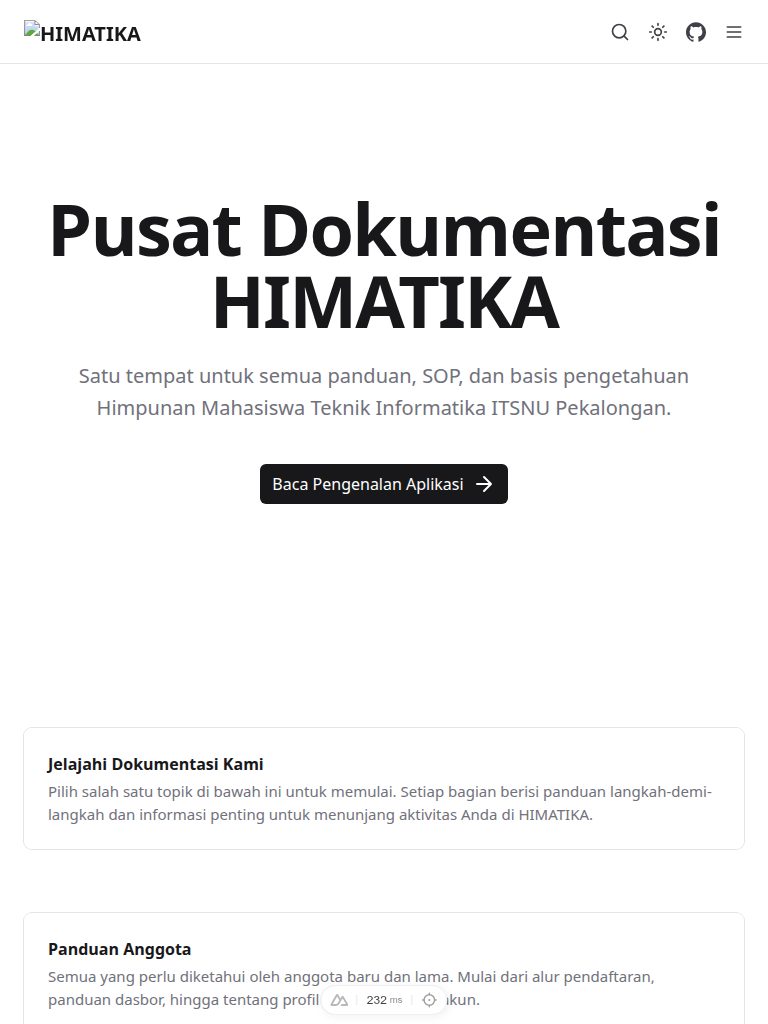 HIMATIKA
Pusat Dokumentasi
HIMATIKA
Satu tempat untuk semua panduan, SOP, dan basis pengetahuan
Himpunan Mahasiswa Teknik Informatika ITSNU Pekalongan.
Baca Pengenalan Aplikasi
Jelajahi Dokumentasi Kami
Pilih salah satu topik di bawah ini untuk memulai. Setiap bagian berisi panduan langkah-demi-
langkah dan informasi penting untuk menunjang aktivitas Anda di HIMATIKA.
Panduan Anggota
Semua yang perlu diketahui oleh anggota baru dan lama. Mulai dari alur pendaftaran,
panduan dasbor, hingga tentang profil akun.
232 ms